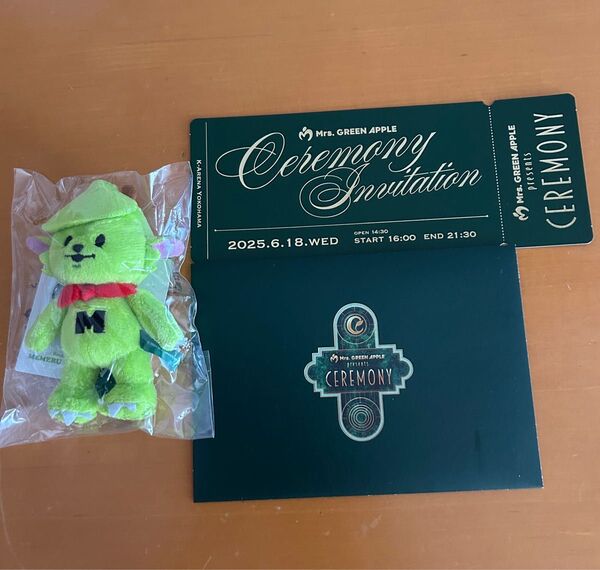 Mrs. GREEN APPLE
Ceremony
Invitation
K-ARENA YOKOHAMA
2025.6.18.WED
OPEN 14:30
START 16:00 END 21:30
Mrs. GREEN APPLE
presents
CEREMONY
M
Mrs. GREEN APPLE
presents
CEREMONY